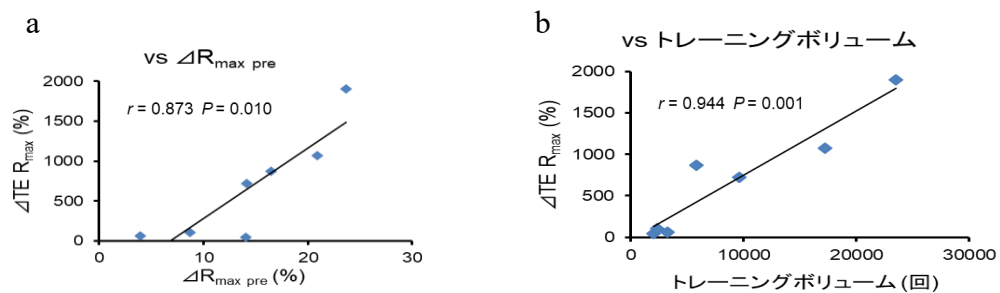 a
vs ⊿Rmax pre
r = 0.873 P = 0.010
⊿TE Rmax (%)
2000
1500
1000
500
0
0 10 20 30
⊿Rmax pre (%)
b
vs トレーニングボリューム
r = 0.944 P = 0.001
⊿TE Rmax (%)
2000
1500
1000
500
0
0 10000 20000 30000
トレーニングボリューム (回)